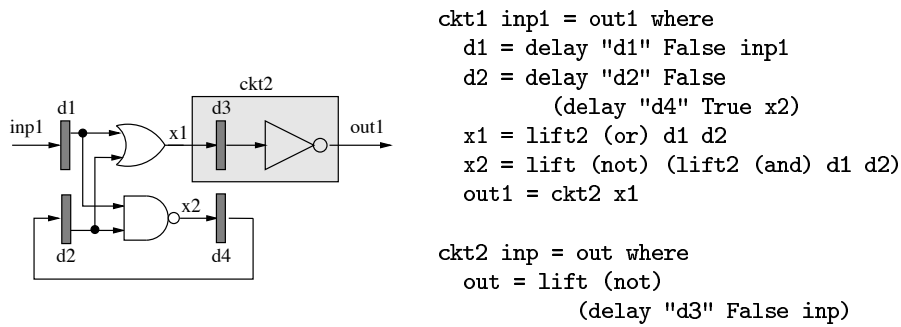 ckt2
d1
d3
inp1
x1
out1
x2
d2
d4
ckt1 inp1 = out1 where
d1 = delay "d1" False inp1
d2 = delay "d2" False
(delay "d4" True x2)
x1 = lift2 (or) d1 d2
x2 = lift (not) (lift2 (and) d1 d2)
out1 = ckt2 x1
ckt2 inp = out where
out = lift (not)
(delay "d3" False inp)